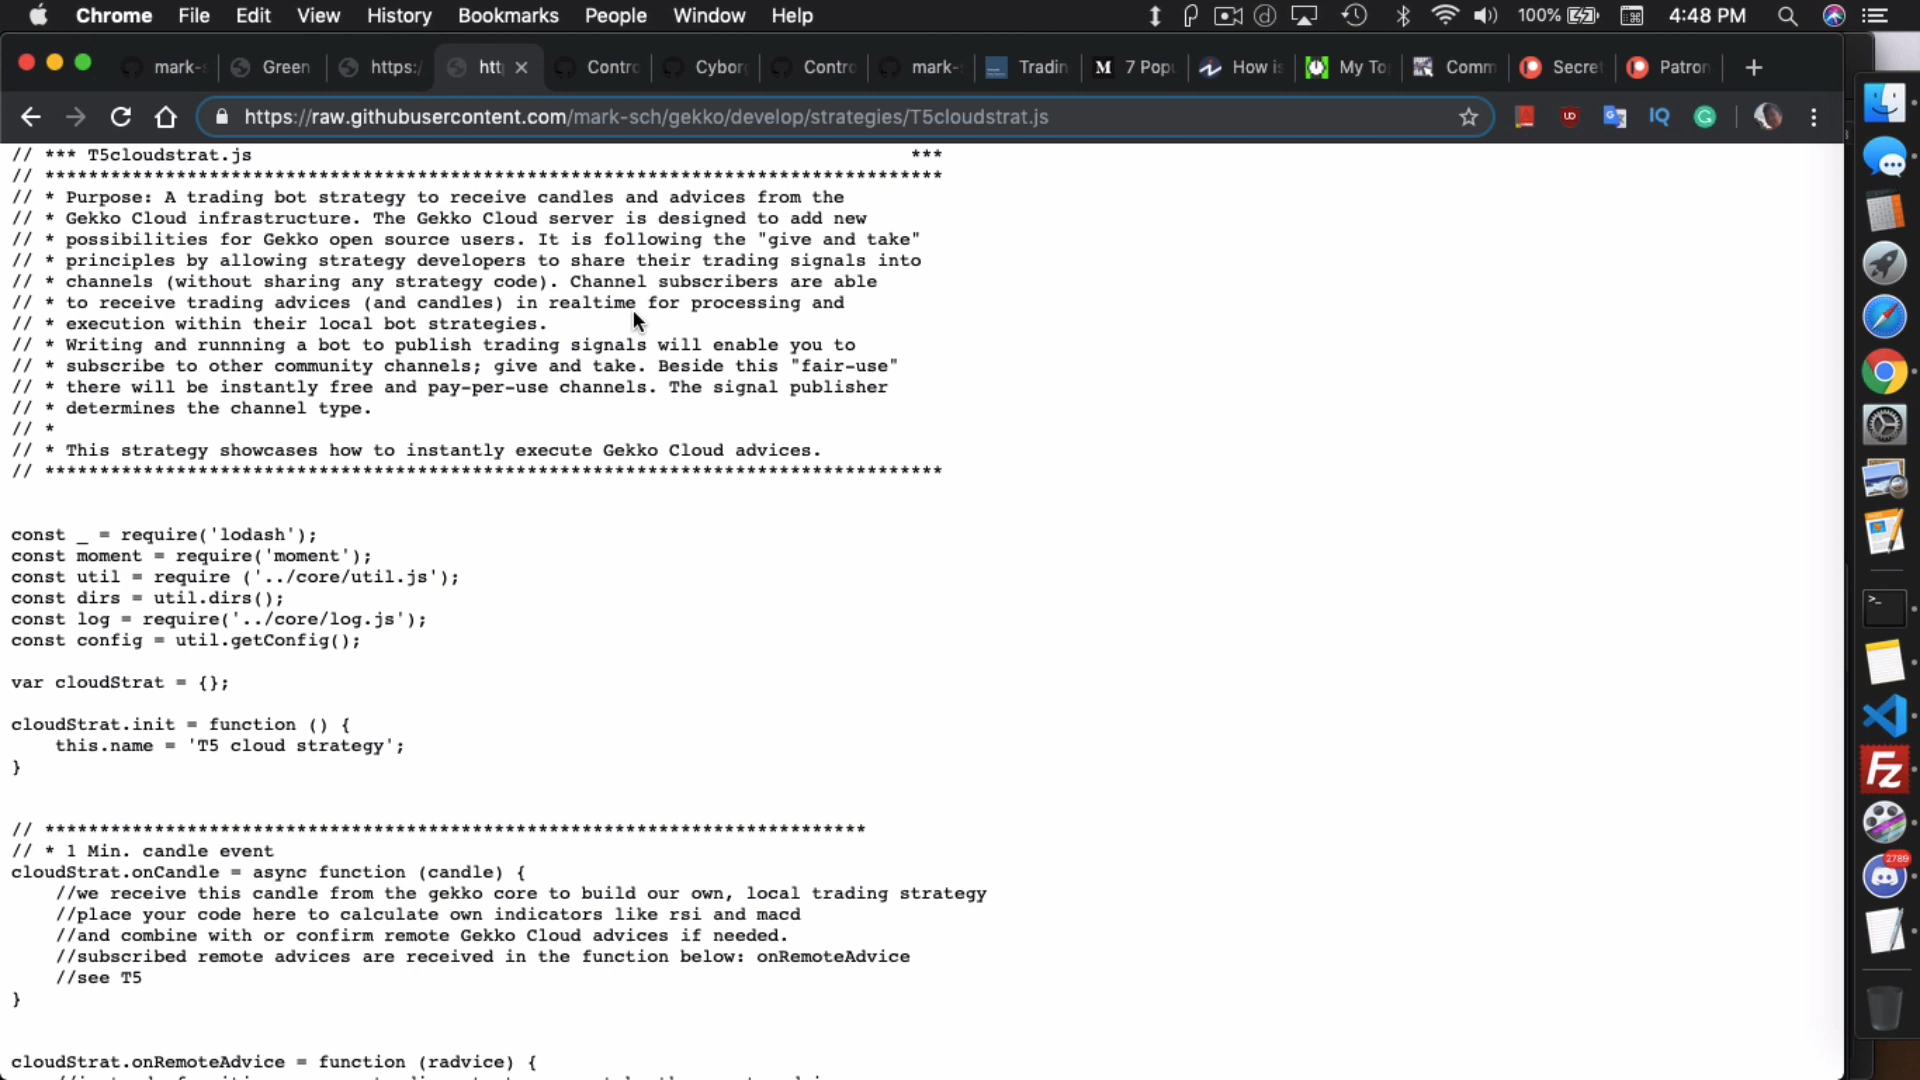 Chrome File Edit View History Bookmarks People Window Help 100% 4:48 PM
mark- Green https:/ htt Contro Cybor Contro mark- Tradin 7 Popu How is My To Comm Secre Patron
https://raw.githubusercontent.com/mark-sch/gekko/develop/strategies/T5cloudstrat.js
// *** T5cloudstrat.js ***
// **********************************************************************************
// * Purpose: A trading bot strategy to receive candles and advices from the
// * Gekko Cloud infrastructure. The Gekko Cloud server is designed to add new
// * possibilities for Gekko open source users. It is following the "give and take"
// * principles by allowing strategy developers to share their trading signals into
// * channels (without sharing any strategy code). Channel subscribers are able
// * to receive trading advices (and candles) in realtime for processing and
// * execution within their local bot strategies.
// * Writing and runnning a bot to publish trading signals will enable you to
// * subscribe to other community channels; give and take. Beside this "fair-use"
// * there will be instantly free and pay-per-use channels. The signal publisher
// * determines the channel type.
// *
// * This strategy showcases how to instantly execute Gekko Cloud advices.
// **********************************************************************************
const _ = require('lodash');
const moment = require('moment');
const util = require ('../core/util.js');
const dirs = util.dirs();
const log = require('../core/log.js');
const config = util.getConfig();
var cloudStrat = {};
cloudStrat.init = function () {
    this.name = 'T5 cloud strategy';
}
// ***************************************************************************
// * 1 Min. candle event
cloudStrat.onCandle = async function (candle) {
    //we receive this candle from the gekko core to build our own, local trading strategy
    //place your code here to calculate own indicators like rsi and macd
    //and combine with or confirm remote Gekko Cloud advices if needed.
    //subscribed remote advices are received in the function below: onRemoteAdvice
    //see T5
}
cloudStrat.onRemoteAdvice = function (radvice) {
2789